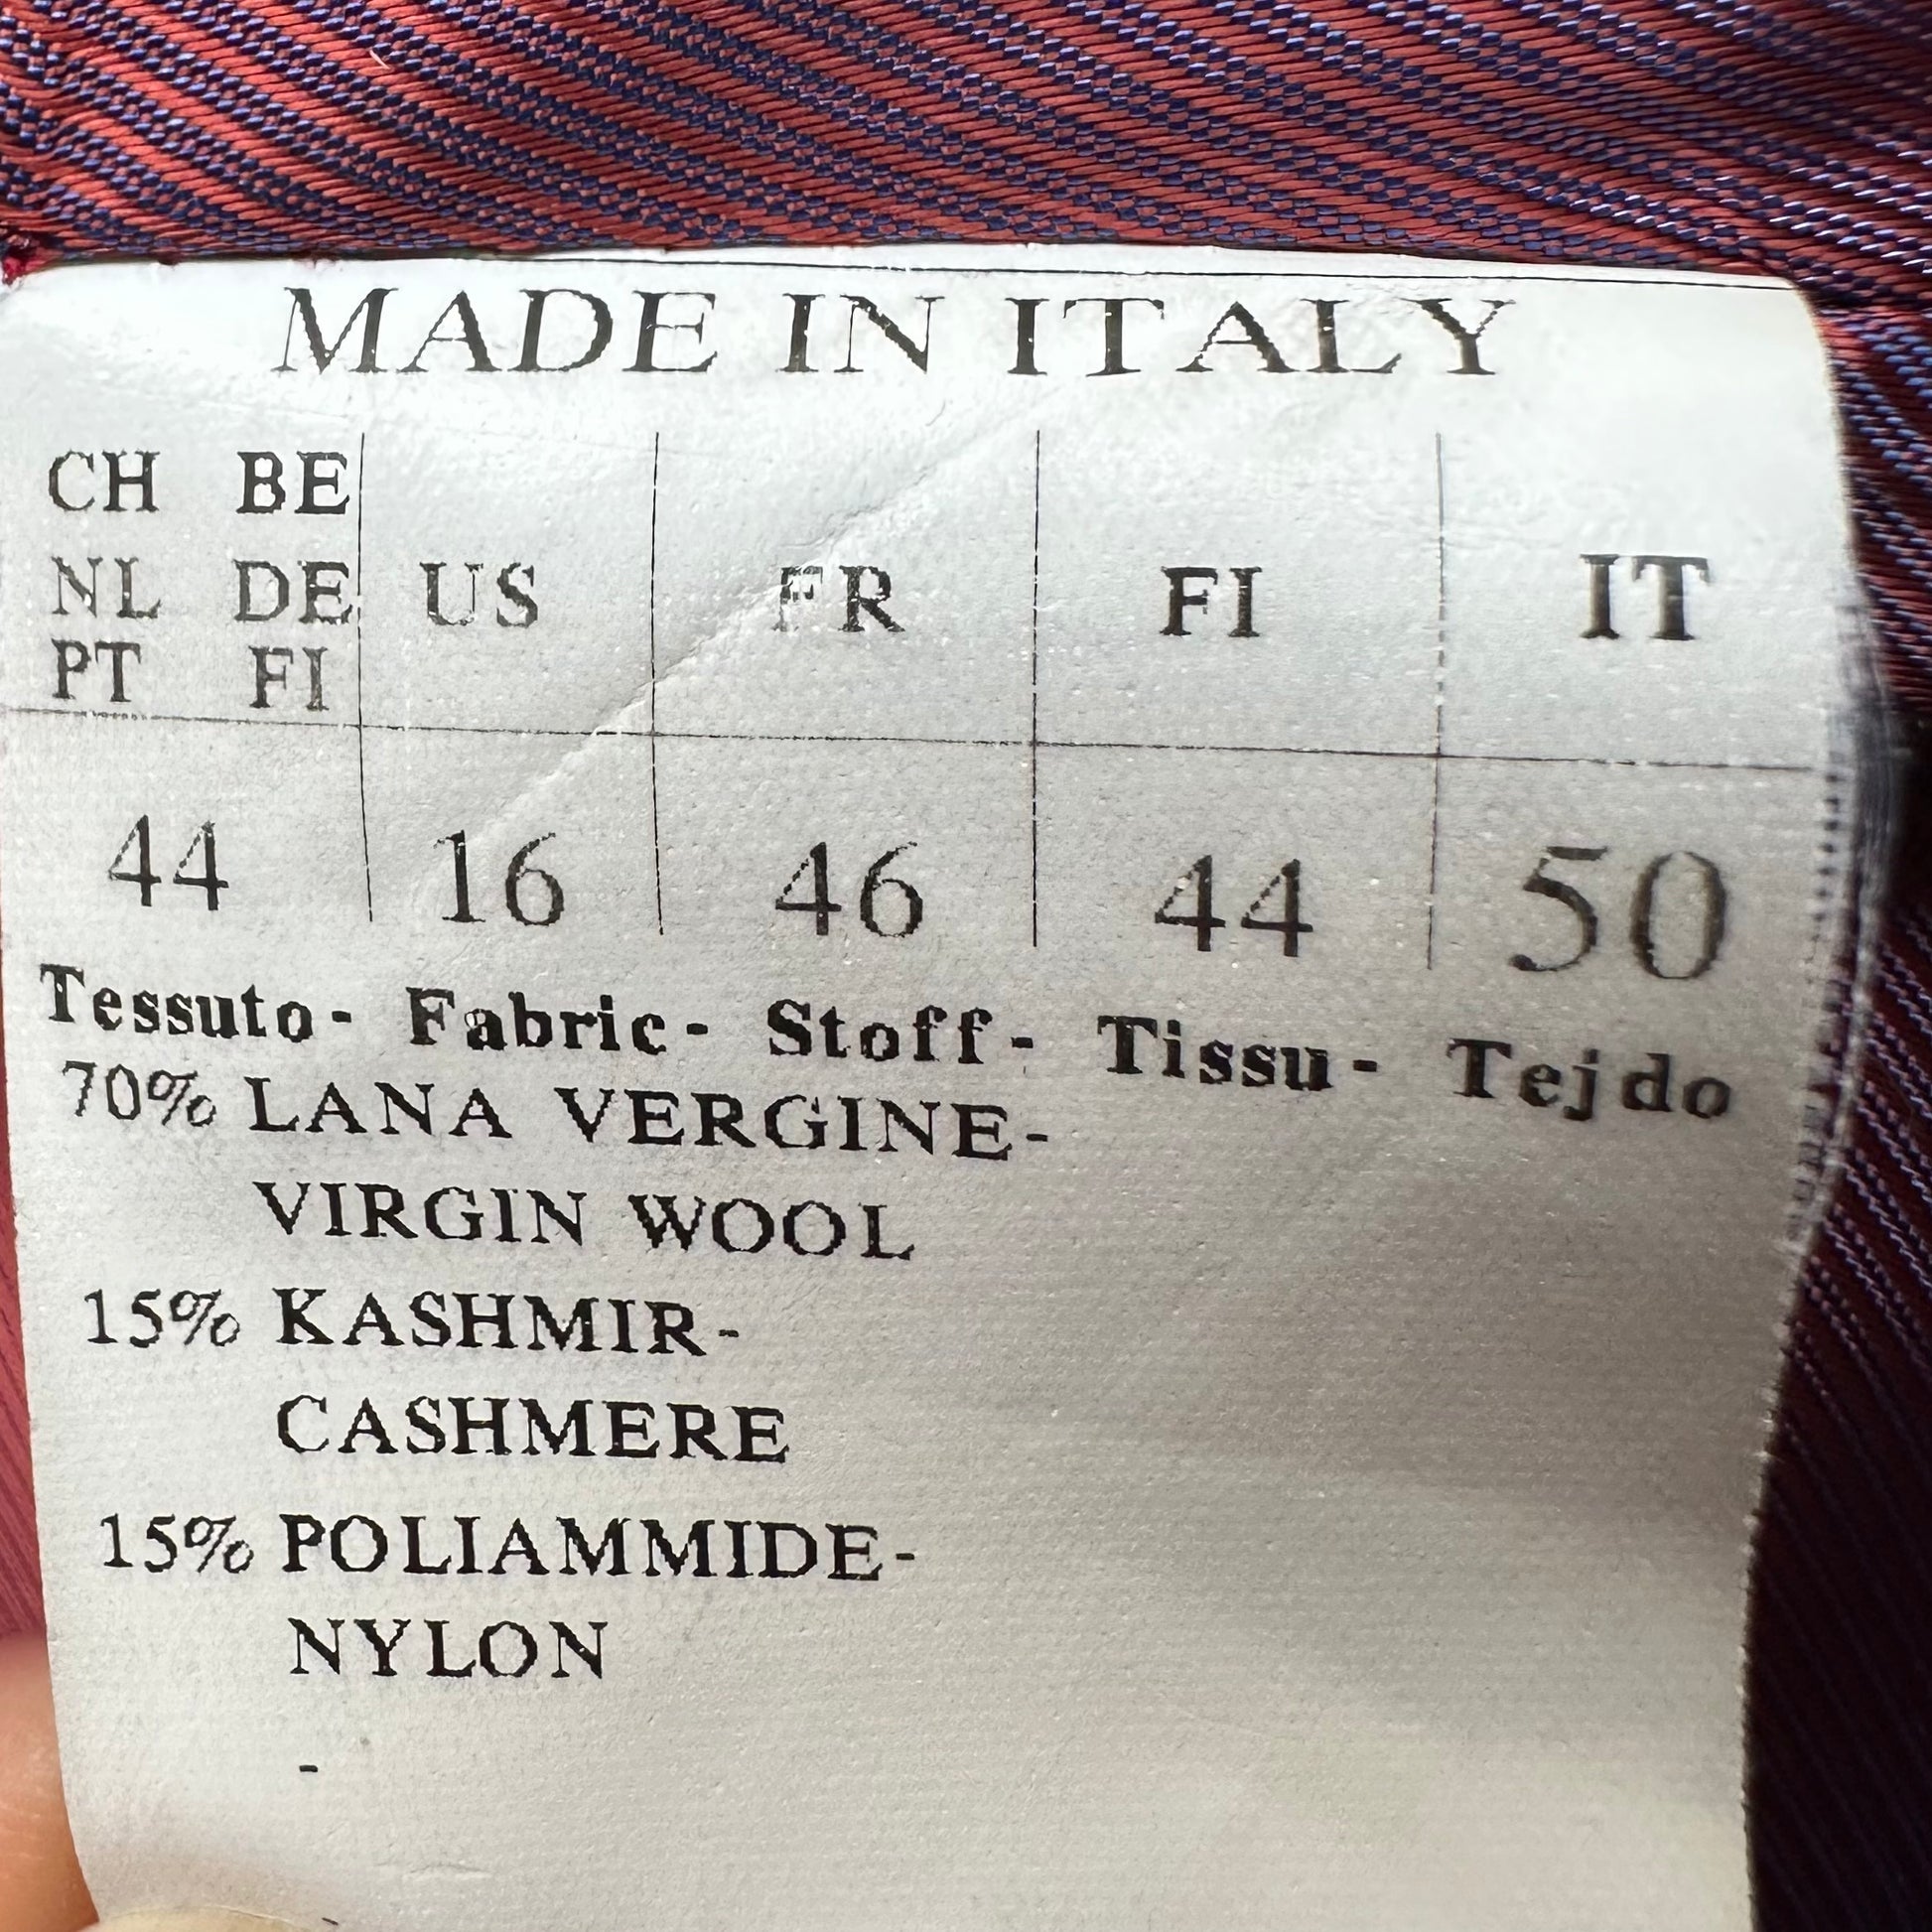 MADE IN ITALY
CH BE
NL DE US FR FI IT
PT FI
44 16 46 44 50
Tessuto- Fabric- Stoff- Tissu- Tejdo
70% LANA VERGINE-
VIRGIN WOOL
15% KASHMIR-
CASHMERE
15% POLIAMMIDE-
NYLON
-